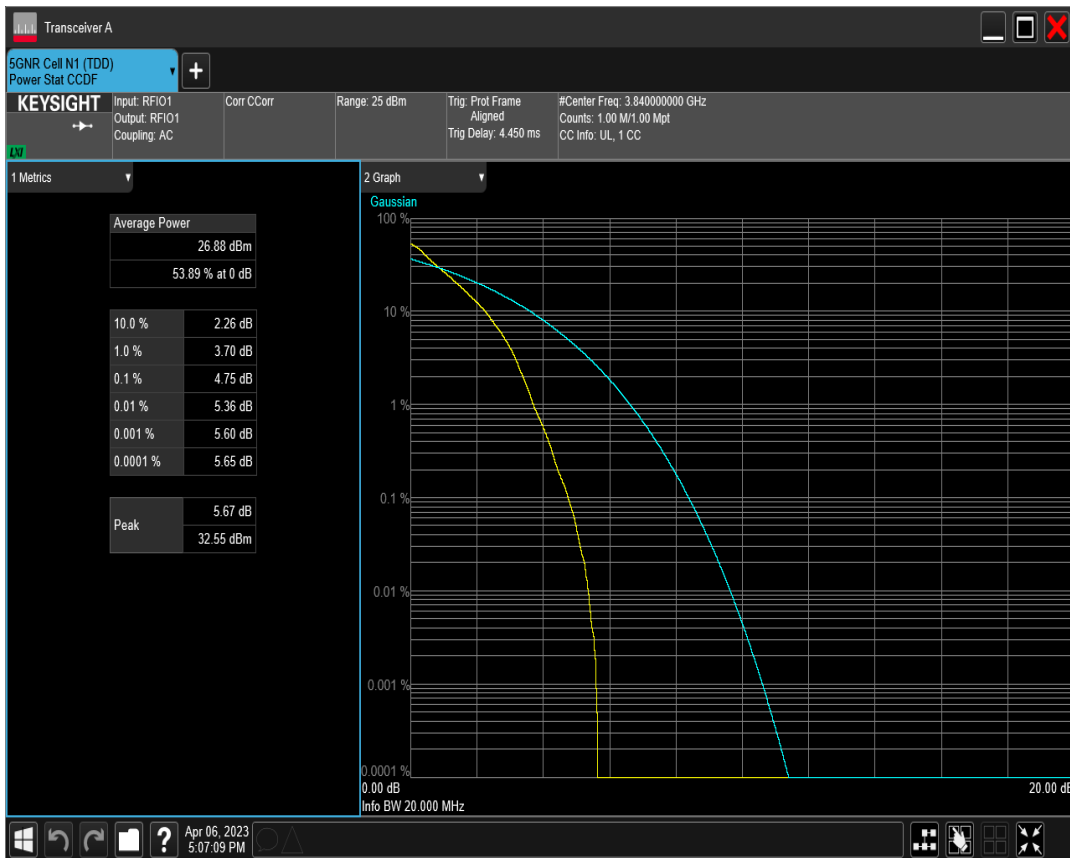 Transceiver A
5GNR Cell N1 (TDD)
Power Stat CCDF
+
KEYSIGHT
LXI
Input: RFIO1
Output: RFIO1
Coupling: AC
Corr CCorr
Range: 25 dBm
Trig: Prot Frame
Aligned
Trig Delay: 4.450 ms
#Center Freq: 3.840000000 GHz
Counts: 1.00 M/1.00 Mpt
CC Info: UL, 1 CC
1 Metrics
Average Power
26.88 dBm
53.89 % at 0 dB
10.0 % 2.26 dB
1.0 % 3.70 dB
0.1 % 4.75 dB
0.01 % 5.36 dB
0.001 % 5.60 dB
0.0001 % 5.65 dB
Peak
5.67 dB
32.55 dBm
2 Graph
Gaussian
100 %
10 %
1 %
0.1 %
0.01 %
0.001 %
0.0001 %
0.00 dB 20.00 dB
Info BW 20.000 MHz
?
Apr 06, 2023
5:07:09 PM